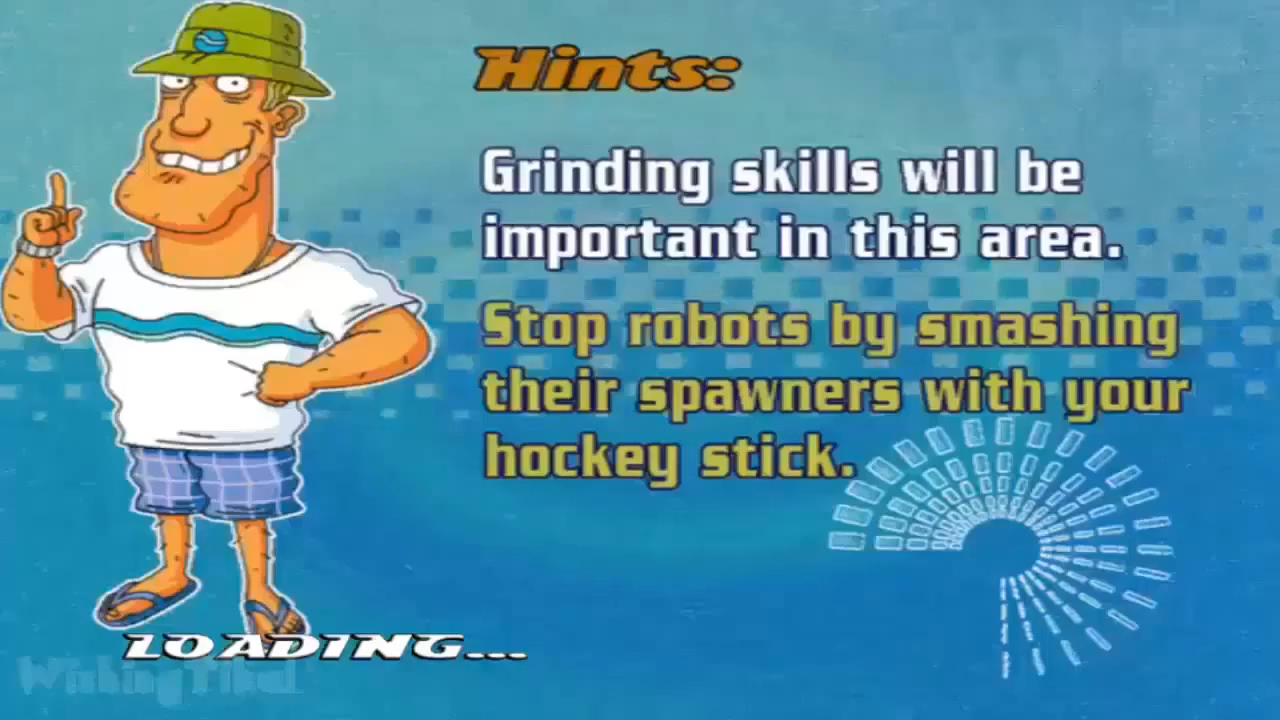 Hints:
Grinding skills will be
important in this area.
Stop robots by smashing
their spawners with your
hockey stick.
LOADING...
WishingTikal